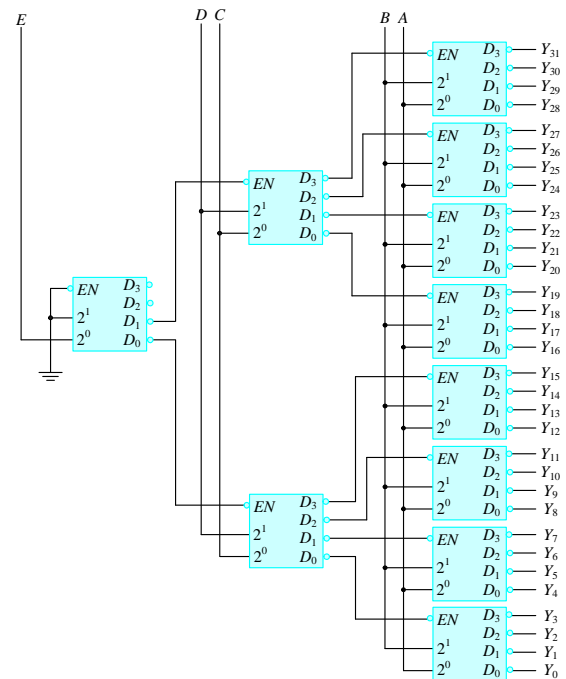 E D C B A
EN D₃ Y₃₁
D₂ Y₃₀
2¹ D₁ Y₂₉
2⁰ D₀ Y₂₈
EN D₃ Y₂₇
D₂ Y₂₆
2¹ D₁ Y₂₅
2⁰ D₀ Y₂₄
EN D₃
D₂
2¹ D₁
2⁰ D₀
EN D₃ Y₂₃
D₂ Y₂₂
2¹ D₁ Y₂₁
2⁰ D₀ Y₂₀
EN D₃
D₂
2¹ D₁
2⁰ D₀
EN D₃ Y₁₉
D₂ Y₁₈
2¹ D₁ Y₁₇
2⁰ D₀ Y₁₆
EN D₃ Y₁₅
D₂ Y₁₄
2¹ D₁ Y₁₃
2⁰ D₀ Y₁₂
EN D₃ Y₁₁
D₂ Y₁₀
2¹ D₁ Y₉
2⁰ D₀ Y₈
EN D₃
D₂
2¹ D₁
2⁰ D₀
EN D₃ Y₇
D₂ Y₆
2¹ D₁ Y₅
2⁰ D₀ Y₄
EN D₃ Y₃
D₂ Y₂
2¹ D₁ Y₁
2⁰ D₀ Y₀